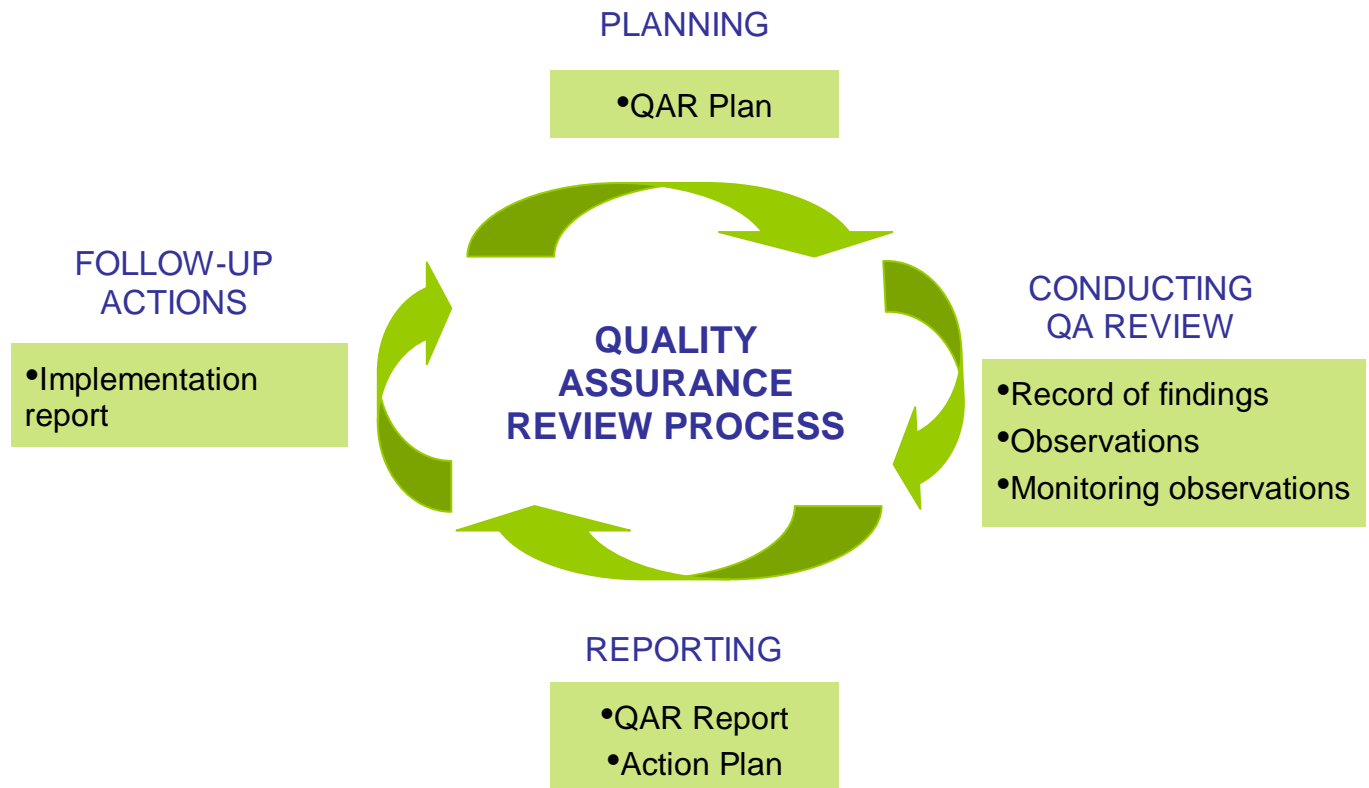 PLANNING
•QAR Plan
FOLLOW-UP
ACTIONS
•Implementation
report
QUALITY
ASSURANCE
REVIEW PROCESS
CONDUCTING
QA REVIEW
•Record of findings
•Observations
•Monitoring observations
REPORTING
•QAR Report
•Action Plan